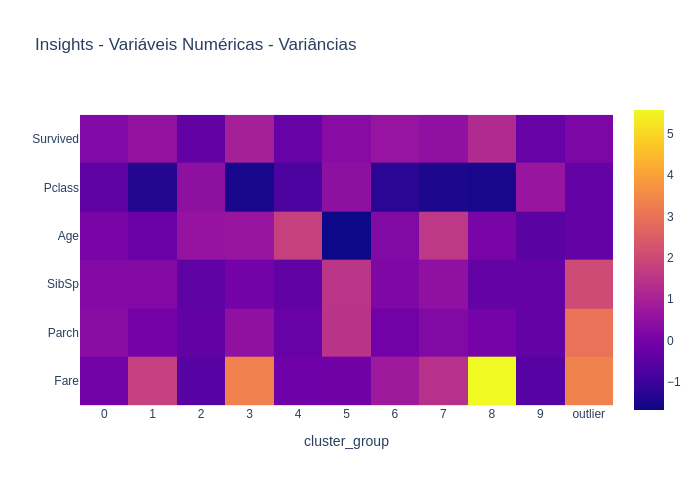 Insights - Variáveis Numéricas - Variâncias
Survived
Pclass
Age
SibSp
Parch
Fare
0 1 2 3 4 5 6 7 8 9 outlier
cluster_group
5
4
3
2
1
0
−1